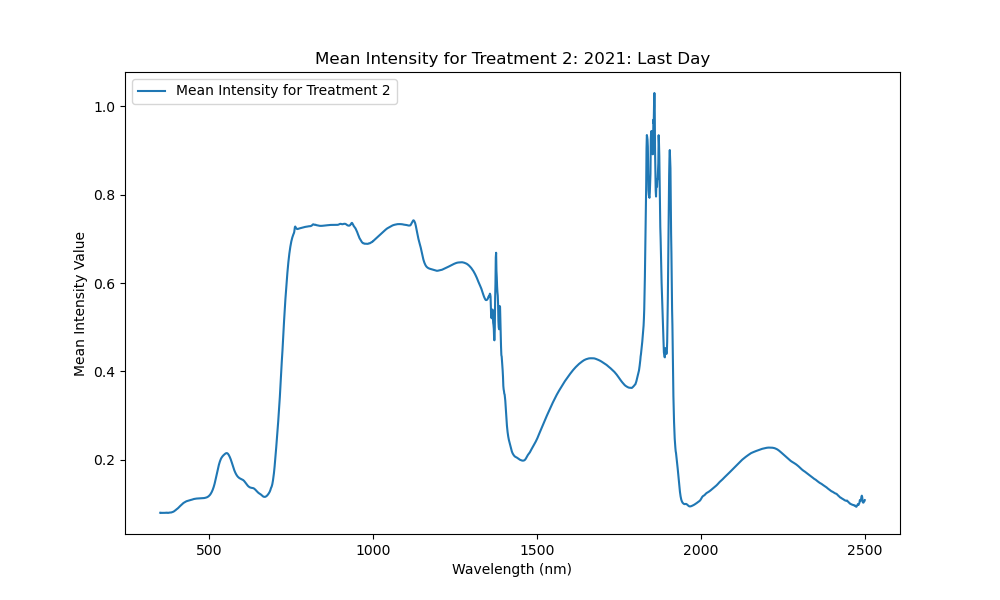 Mean Intensity for Treatment 2: 2021: Last Day
Mean Intensity for Treatment 2
Mean Intensity Value
1.0
0.8
0.6
0.4
0.2
500 1000 1500 2000 2500
Wavelength (nm)